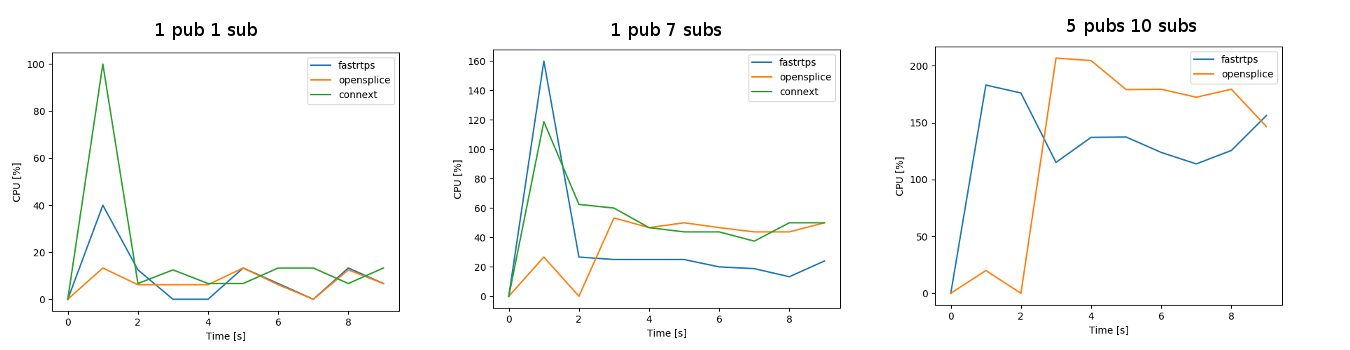 1 pub 1 sub
100
80
60
40
20
0
CPU [%]
0 2 4 6 8
Time [s]
fastrtps
opensplice
connext
1 pub 7 subs
160
140
120
100
80
60
40
20
0
CPU [%]
0 2 4 6 8
Time [s]
fastrtps
opensplice
connext
5 pubs 10 subs
200
150
100
50
0
CPU [%]
0 2 4 6 8
Time [s]
fastrtps
opensplice